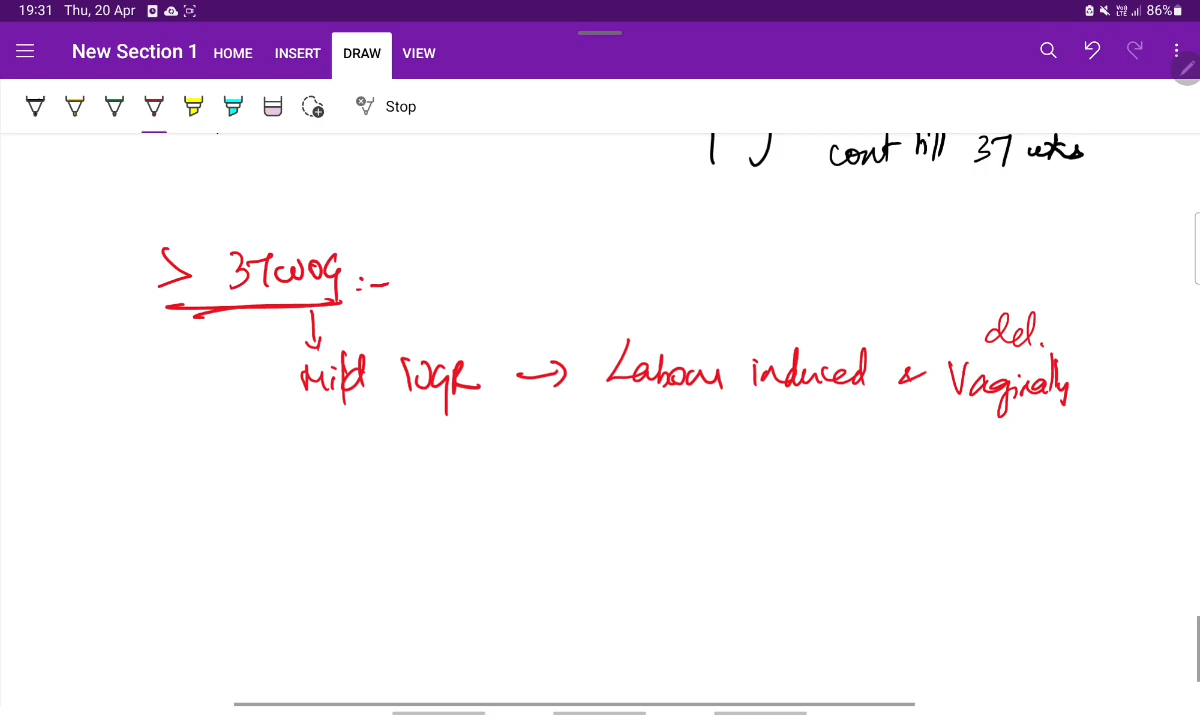 19:31 Thu, 20 Apr 86%
New Section 1 HOME INSERT DRAW VIEW
Stop
cont till 37 wks
> 37WOG :-
del.
Mild IUGR → Labour induced & Vaginally